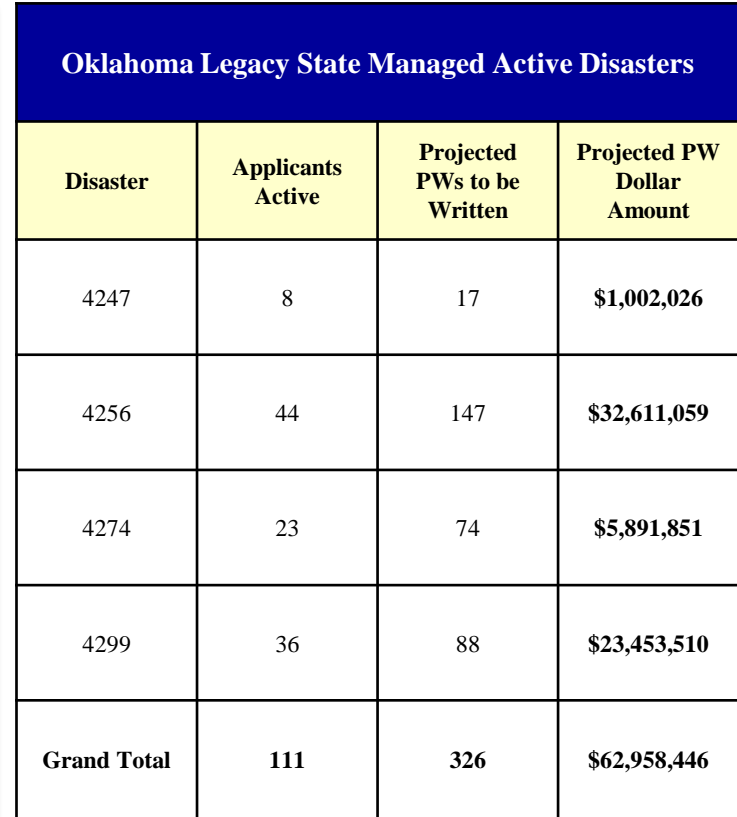 Oklahoma Legacy State Managed Active Disasters
Disaster
Applicants
Active
Projected
PWs to be
Written
Projected PW
Dollar
Amount
4247 8 17 $1,002,026
4256 44 147 $32,611,059
4274 23 74 $5,891,851
4299 36 88 $23,453,510
Grand Total 111 326 $62,958,446